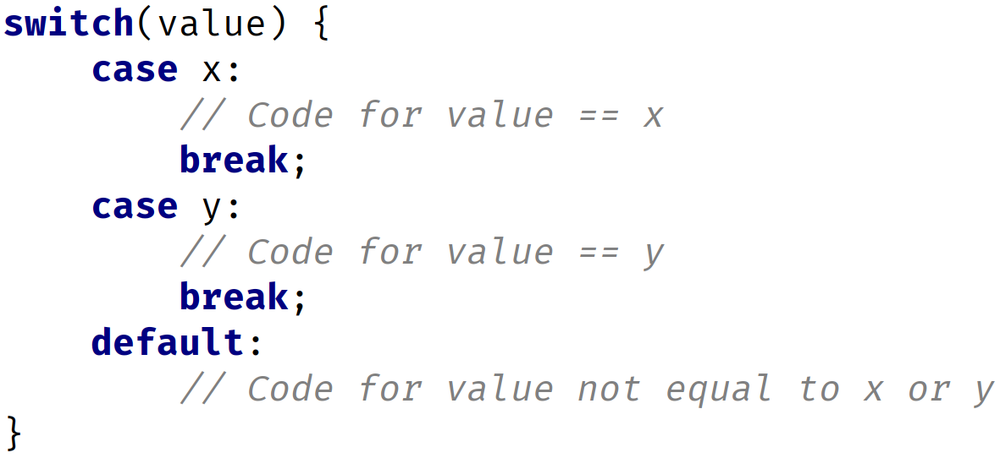 switch(value) {
    case x:
        // Code for value == x
        break;
    case y:
        // Code for value == y
        break;
    default:
        // Code for value not equal to x or y
}